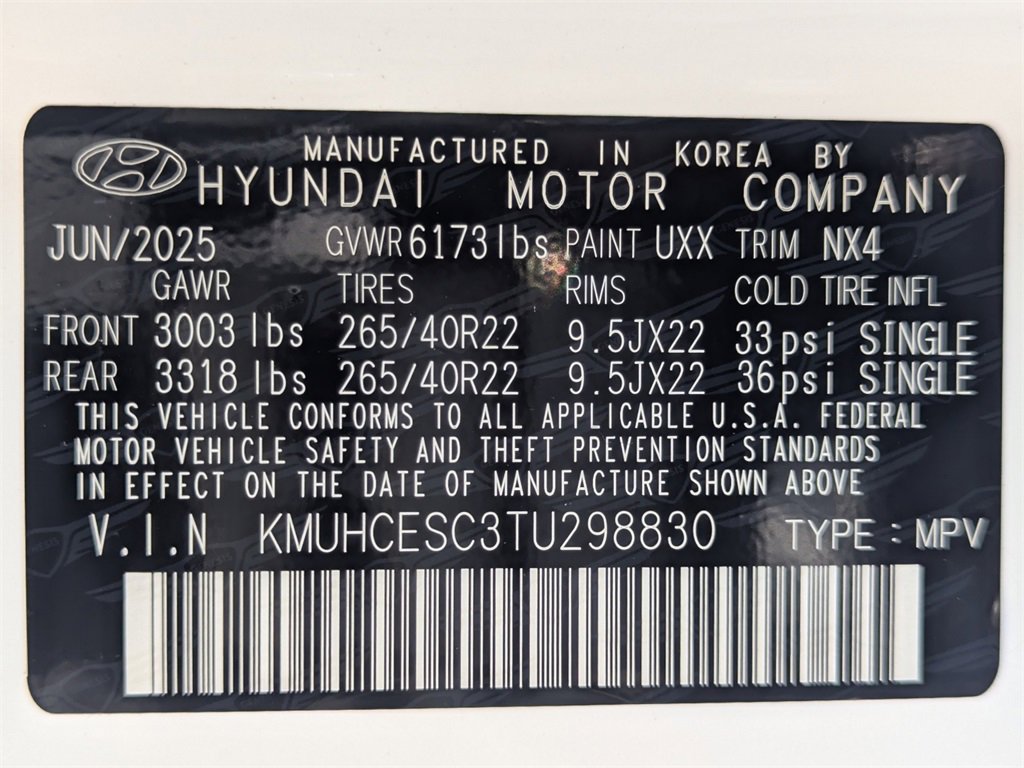 MANUFACTURED IN KOREA BY
HYUNDAI MOTOR COMPANY
JUN/2025 GVWR 6173lbs PAINT UXX TRIM NX4
GAWR TIRES RIMS COLD TIRE INFL
FRONT 3003 lbs 265/40R22 9.5JX22 33psi SINGLE
REAR 3318 lbs 265/40R22 9.5JX22 36psi SINGLE
THIS VEHICLE CONFORMS TO ALL APPLICABLE U.S.A. FEDERAL
MOTOR VEHICLE SAFETY AND THEFT PREVENTION STANDARDS
IN EFFECT ON THE DATE OF MANUFACTURE SHOWN ABOVE
V.I.N KMUHCESC3TU298830 TYPE : MPV